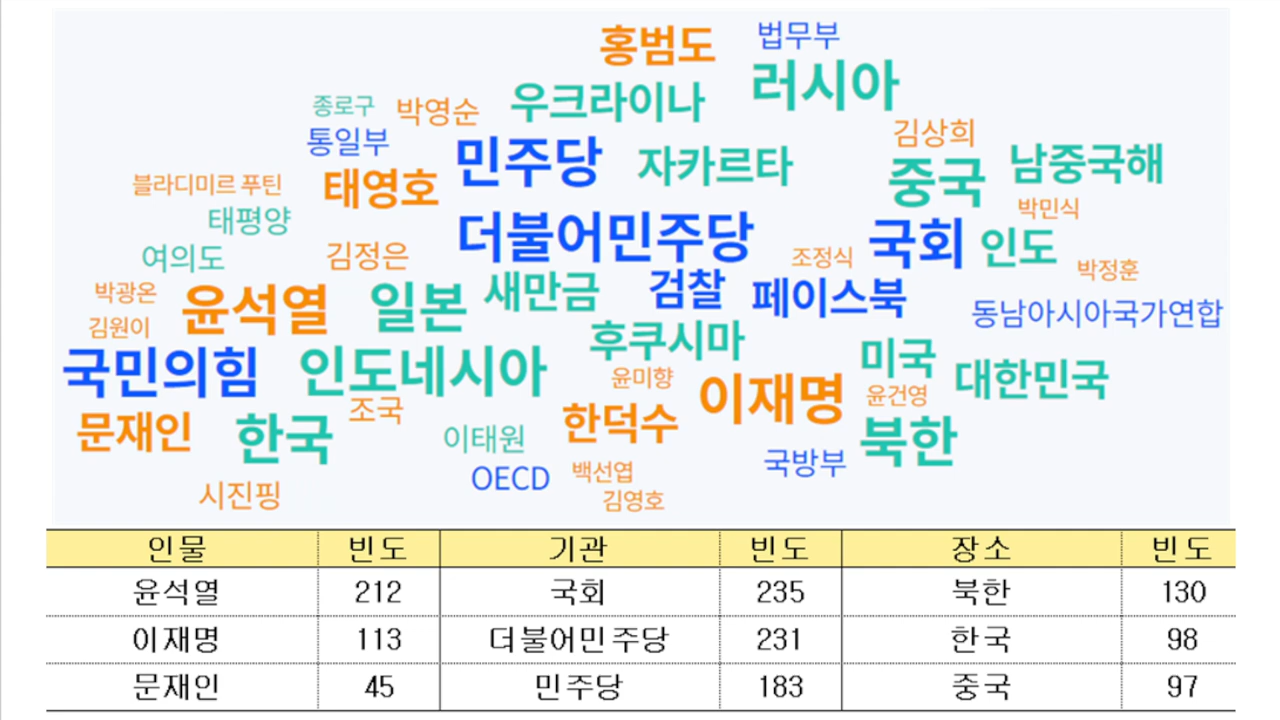 홍범도 법무부
우크라이나 러시아
종로구 박영순 김상희
통일부 민주당 자카르타 중국 남중국해
블라디미르 푸틴 태영호 박민식
태평양 더불어민주당 국회 인도
여의도 김정은 조정식 박정훈
박광온 윤석열 일본 새만금 검찰 페이스북 동남아시아국가연합
김원이 후쿠시마 미국
국민의힘 인도네시아 윤미향 이재명 윤건영 대한민국
문재인 한국 조국 이태원 한덕수 북한
OECD 백선엽 국방부
시진핑 김영호
인물 빈도 기관 빈도 장소 빈도
윤석열 212 국회 235 북한 130
이재명 113 더불어민주당 231 한국 98
문재인 45 민주당 183 중국 97